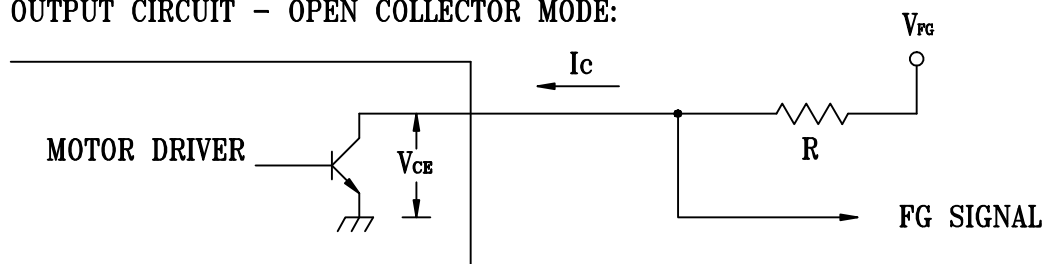 OUTPUT CIRCUIT - OPEN COLLECTOR MODE:
VFG
Ic
MOTOR DRIVER
VCE
R
FG SIGNAL